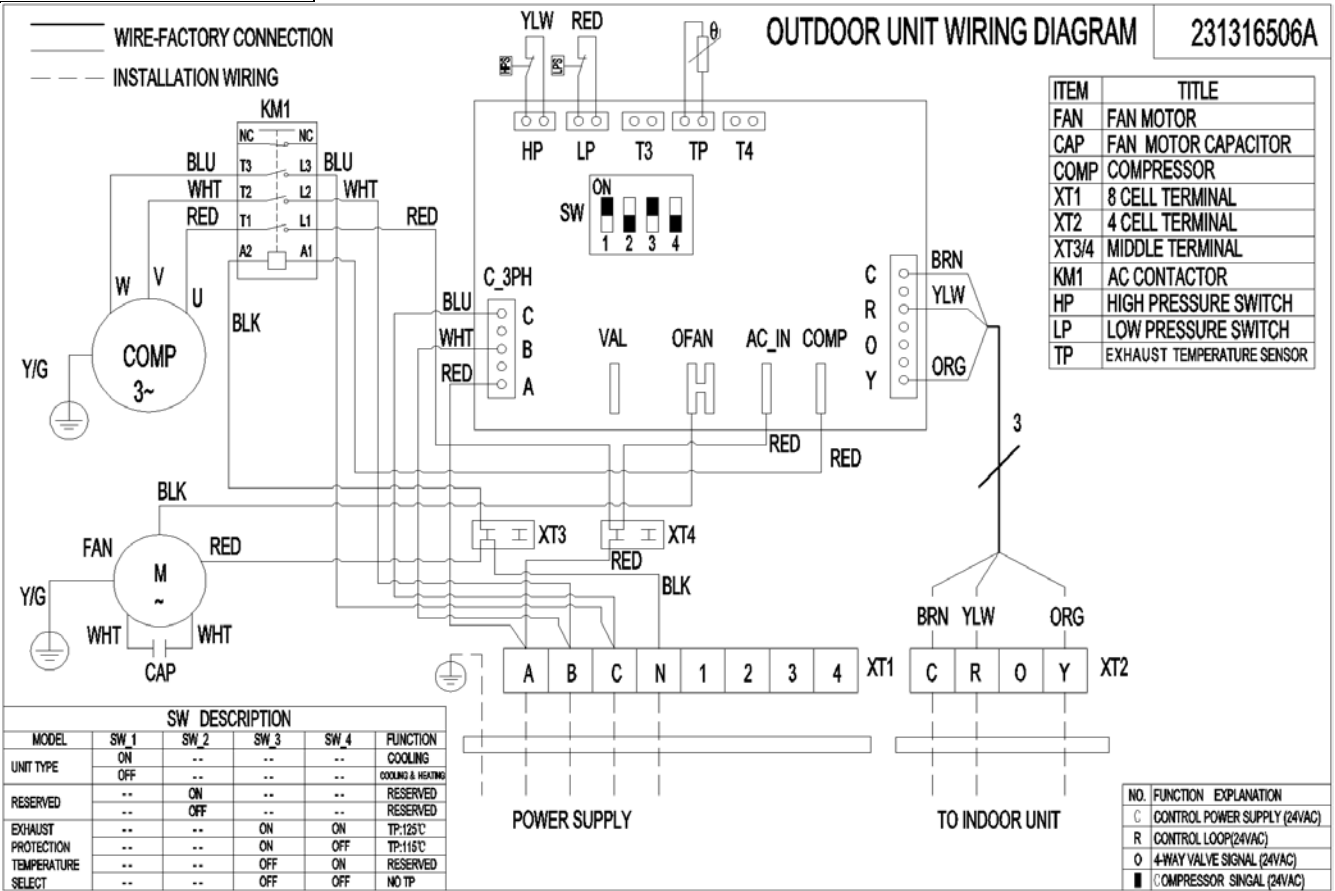 WIRE-FACTORY CONNECTION
INSTALLATION WIRING
OUTDOOR UNIT WIRING DIAGRAM
231316506A
ITEM TITLE
FAN FAN MOTOR
CAP FAN MOTOR CAPACITOR
COMP COMPRESSOR
XT1 8 CELL TERMINAL
XT2 4 CELL TERMINAL
XT3/4 MIDDLE TERMINAL
KM1 AC CONTACTOR
HP HIGH PRESSURE SWITCH
LP LOW PRESSURE SWITCH
TP EXHAUST TEMPERATURE SENSOR
YLW RED
HPS LPS θ
HP LP T3 TP T4
KM1
NC NC
BLU T3 L3 BLU
WHT T2 L2 WHT
RED T1 L1 RED
A2 A1
BLK
W V U
COMP
3~
Y/G
SW
ON
1 2 3 4
C_3PH
BLU C
WHT B
RED A
VAL OFAN AC_IN COMP
RED RED
C BRN
R YLW
O
Y ORG
3
BLK
FAN RED
M
~
Y/G
WHT WHT
CAP
XT3 XT4
RED
BLK
A B C N 1 2 3 4 XT1
BRN YLW ORG
C R O Y XT2
POWER SUPPLY
TO INDOOR UNIT
SW DESCRIPTION
MODEL SW_1 SW_2 SW_3 SW_4 FUNCTION
UNIT TYPE
ON -- -- -- COOLING
OFF -- -- -- COOLING & HEATING
RESERVED
-- ON -- -- RESERVED
-- OFF -- -- RESERVED
EXHAUST -- -- ON ON TP:125℃
PROTECTION -- -- ON OFF TP:115℃
TEMPERATURE -- -- OFF ON RESERVED
SELECT -- -- OFF OFF NO TP
NO. FUNCTION EXPLANATION
C CONTROL POWER SUPPLY (24VAC)
R CONTROL LOOP(24VAC)
O 4-WAY VALVE SIGNAL (24VAC)
COMPRESSOR SINGAL (24VAC)